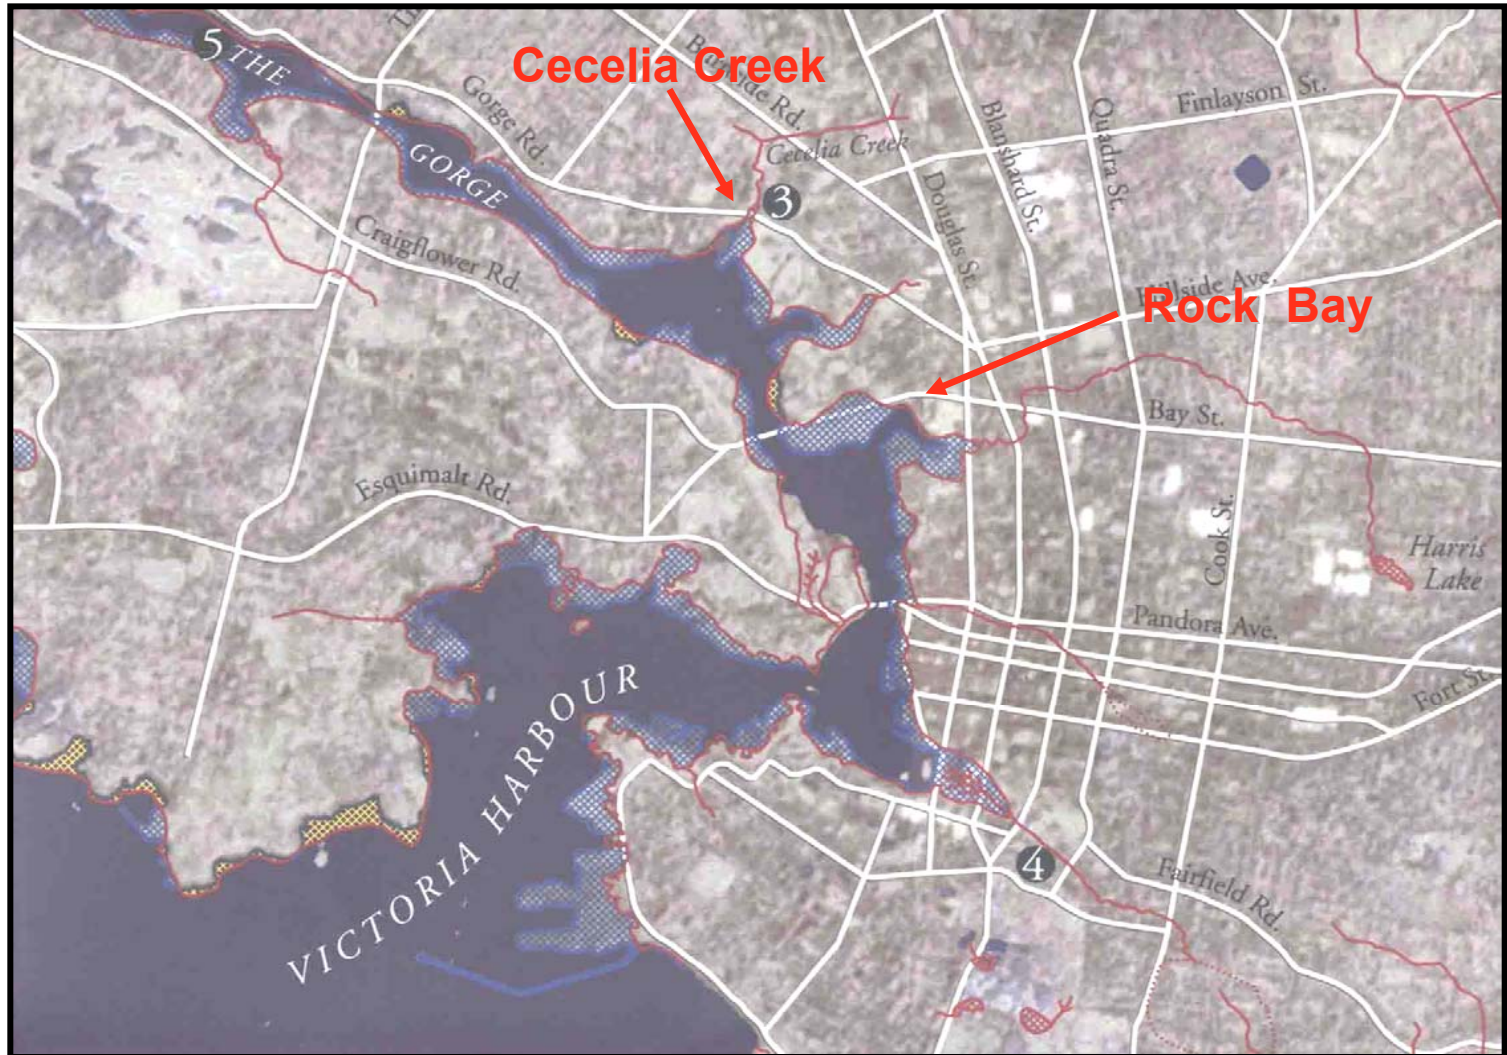 5
THE
GORGE
Cecelia Creek
Gorge Rd.
Burnside Rd.
Cecelia Creek
3
Blanshard St.
Quadra St.
Finlayson St.
Douglas St.
Craigflower Rd.
Hillside Ave.
Rock Bay
Bay St.
Esquimalt Rd.
Cook St.
Harris
Lake
Pandora Ave.
Fort St.
VICTORIA HARBOUR
4
Fairfield Rd.